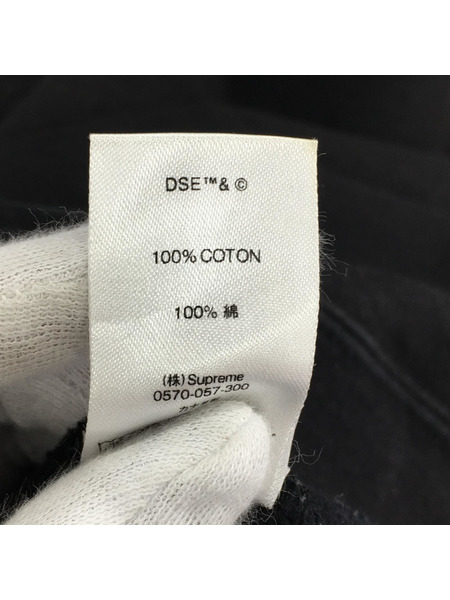 DSE™&©
100% COTON
100% 綿
(株)Supreme
0570-057-300